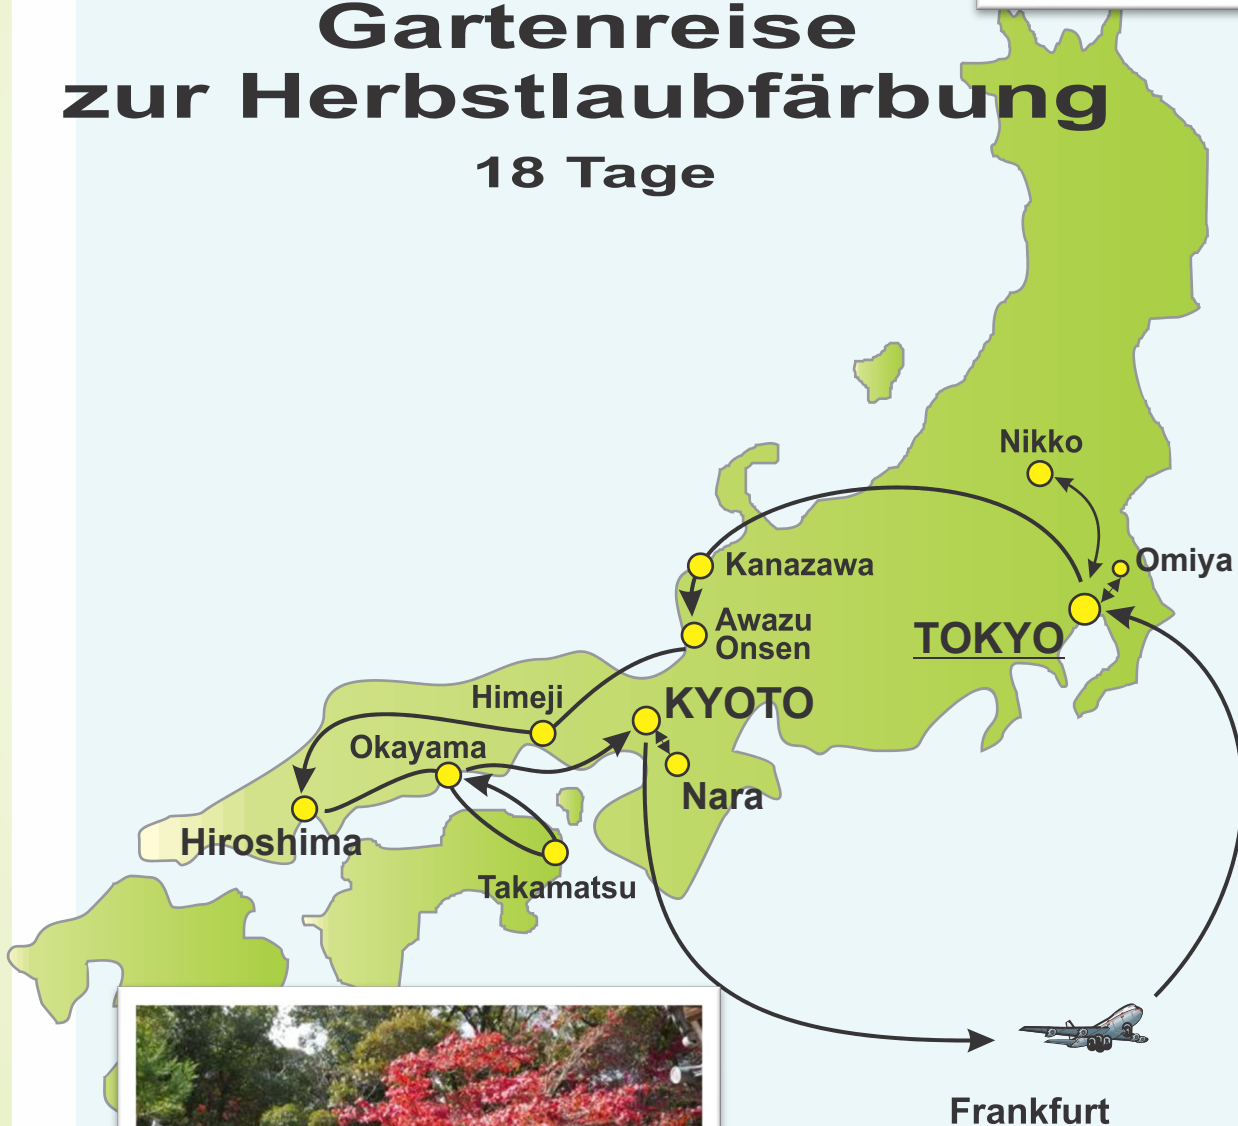 Gartenreise
zur Herbstlaubfärbung
18 Tage
Nikko
Omiya
Kanazawa
TOKYO
Awazu
Onsen
Himeji
KYOTO
Okayama
Nara
Hiroshima
Takamatsu
Frankfurt